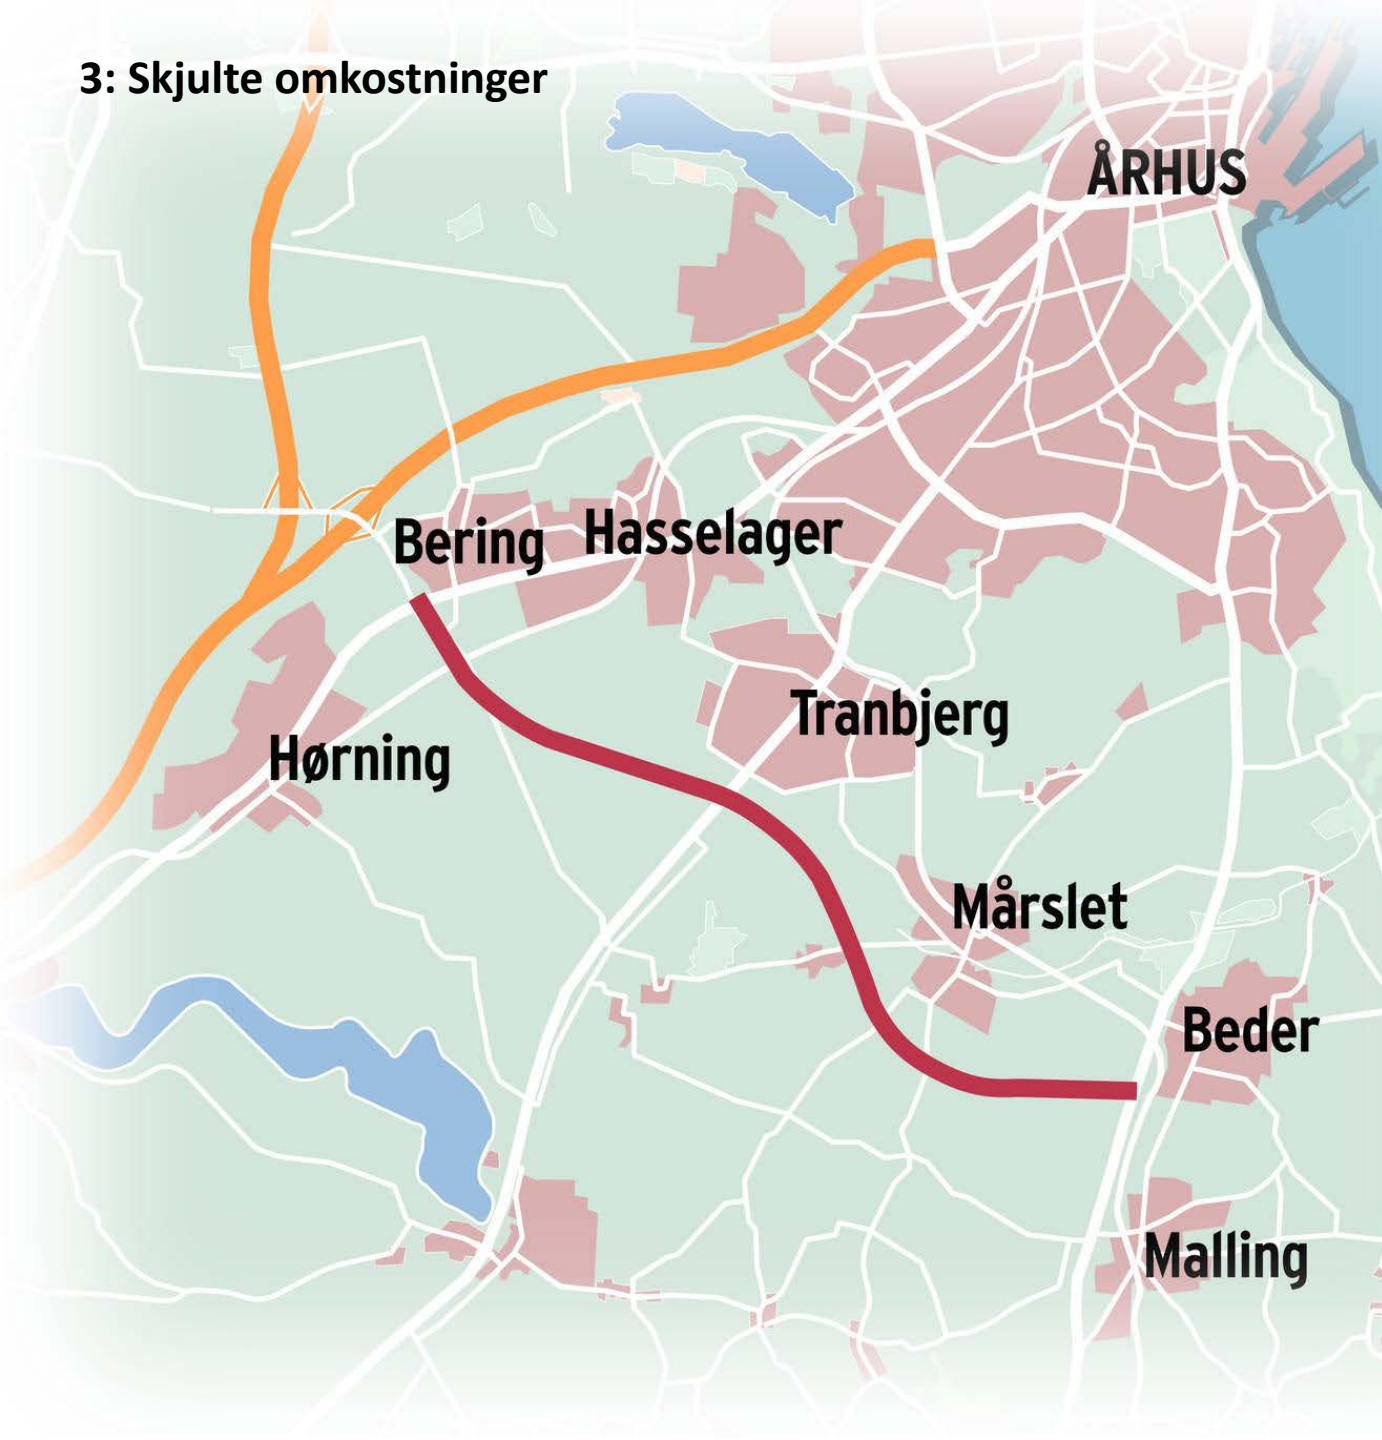 3: Skjulte omkostninger
ÅRHUS
Bering
Hasselager
Tranbjerg
Hørning
Mårslet
Beder
Malling